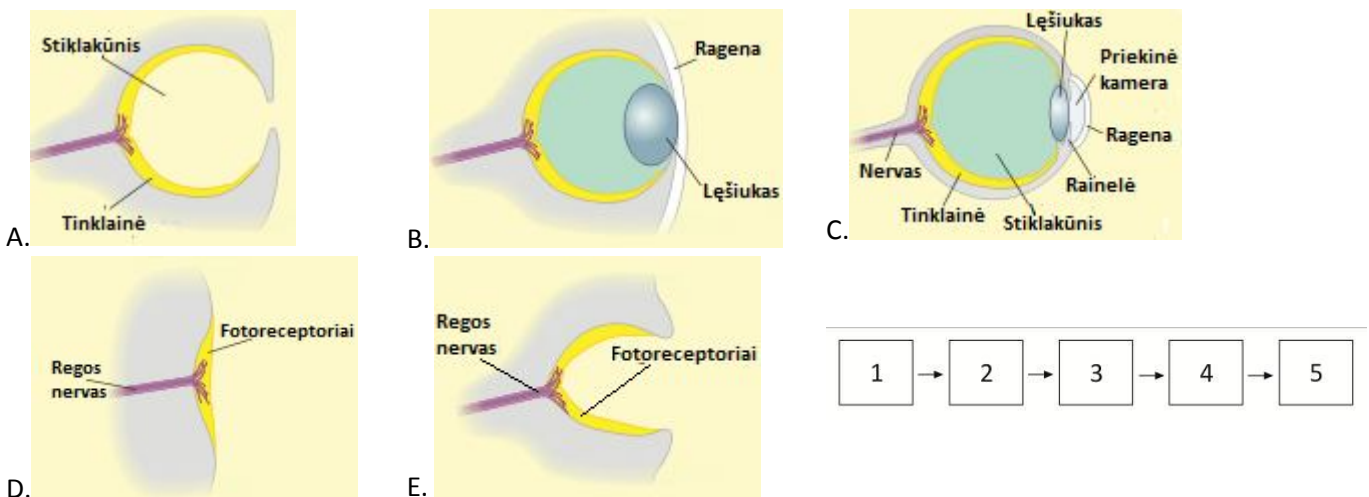 Stiklakūnis
Tinklainė
A.
Ragena
Lęšiukas
B.
Lęšiukas
Priekinė
kamera
Ragena
Rainelė
Nervas
Tinklainė
Stiklakūnis
C.
Fotoreceptoriai
Regos
nervas
D.
Regos
nervas
Fotoreceptoriai
E.
1 → 2 → 3 → 4 → 5